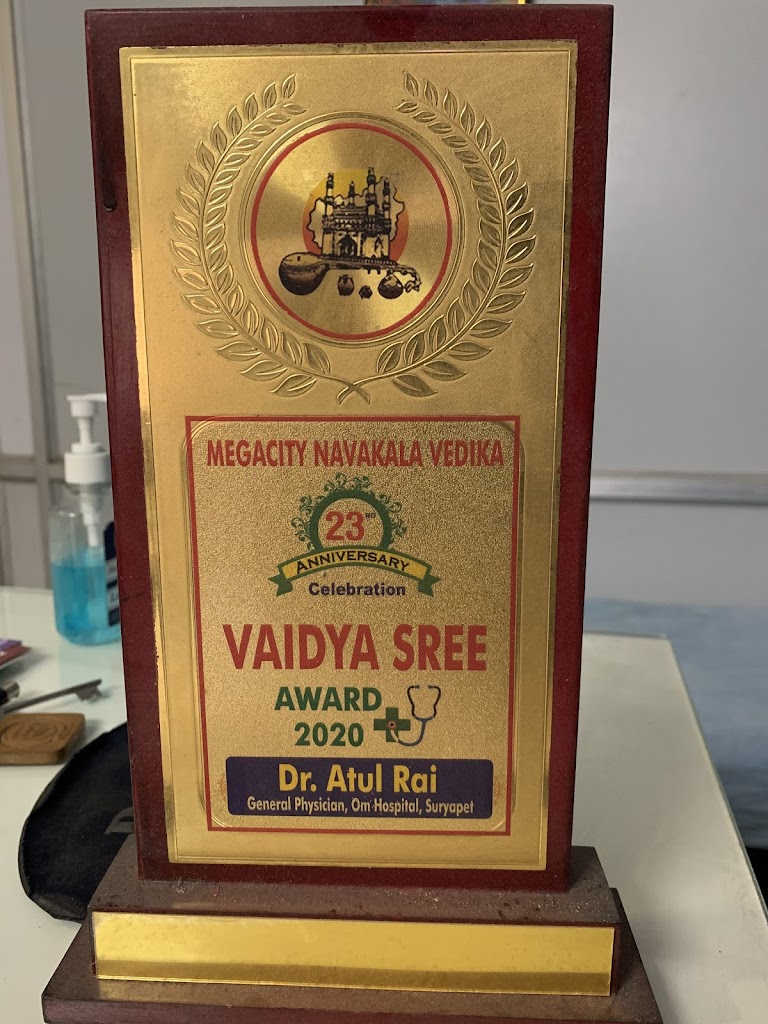 MEGACITY NAVAKALA VEDIKA
23RD
ANNIVERSARY
Celebration
VAIDYA SREE
AWARD
2020
Dr. Atul Rai
General Physician, Om Hospital, Suryapet